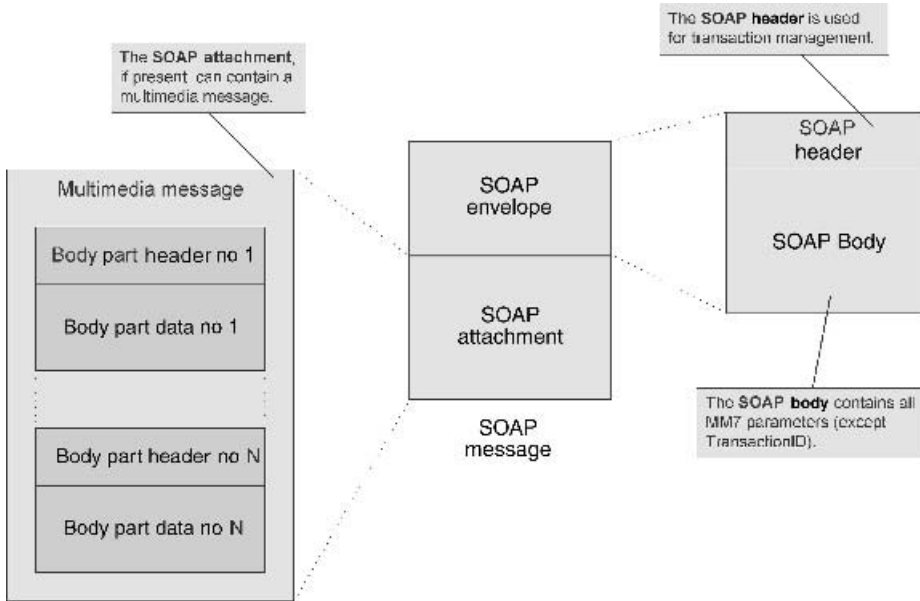 The SOAP header is used
for transaction management.
The SOAP attachment,
if present can contain a
multimedia message.
SOAP
header
SOAP Body
SOAP
envelope
SOAP
attachment
SOAP
message
Multimedia message
Body part header no 1
Body part data no 1
Body part header no N
Body part data no N
The SOAP body contains all
MM7 parameters (except
TransactionID).